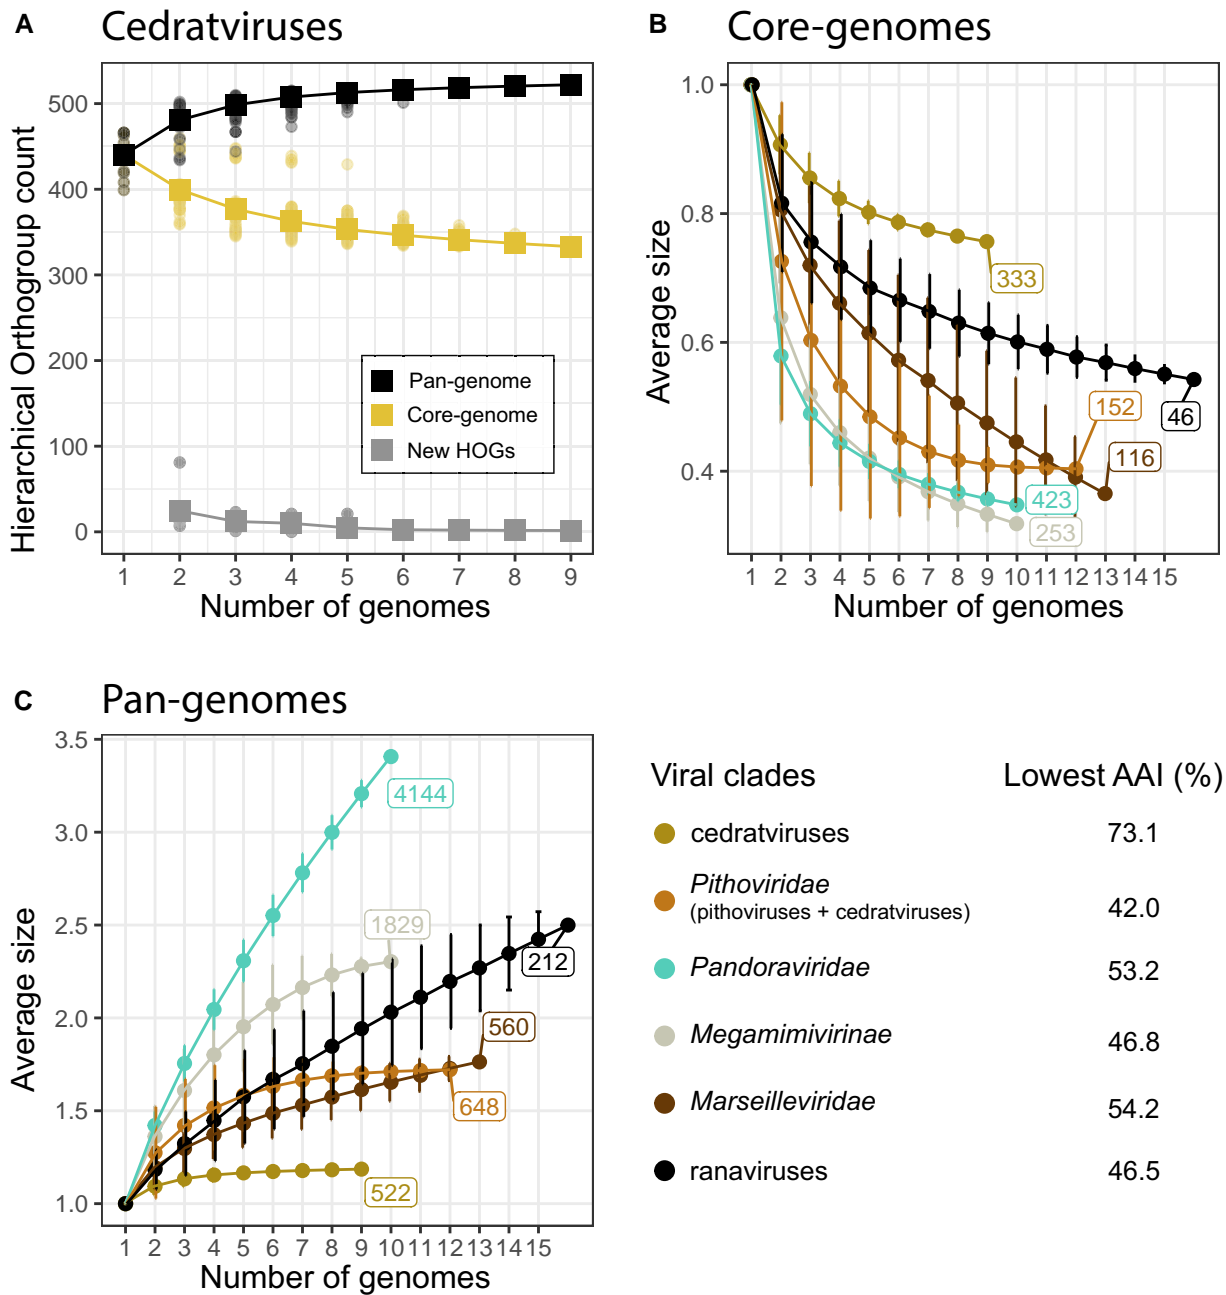 A Cedratviruses
Hierarchical Orthogroup count
500
400
300
200
100
0
Pan-genome
Core-genome
New HOGs
1 2 3 4 5 6 7 8 9
Number of genomes
B Core-genomes
Average size
1.0
0.8
0.6
0.4
333
152
46
116
423
253
1 2 3 4 5 6 7 8 9 10 11 12 13 14 15
Number of genomes
C Pan-genomes
Average size
3.5
3.0
2.5
2.0
1.5
1.0
4144
1829
212
560
648
522
1 2 3 4 5 6 7 8 9 10 11 12 13 14 15
Number of genomes
Viral clades Lowest AAI (%)
cedratviruses 73.1
Pithoviridae
(pithoviruses + cedratviruses) 42.0
Pandoraviridae 53.2
Megamimivirinae 46.8
Marseilleviridae 54.2
ranaviruses 46.5